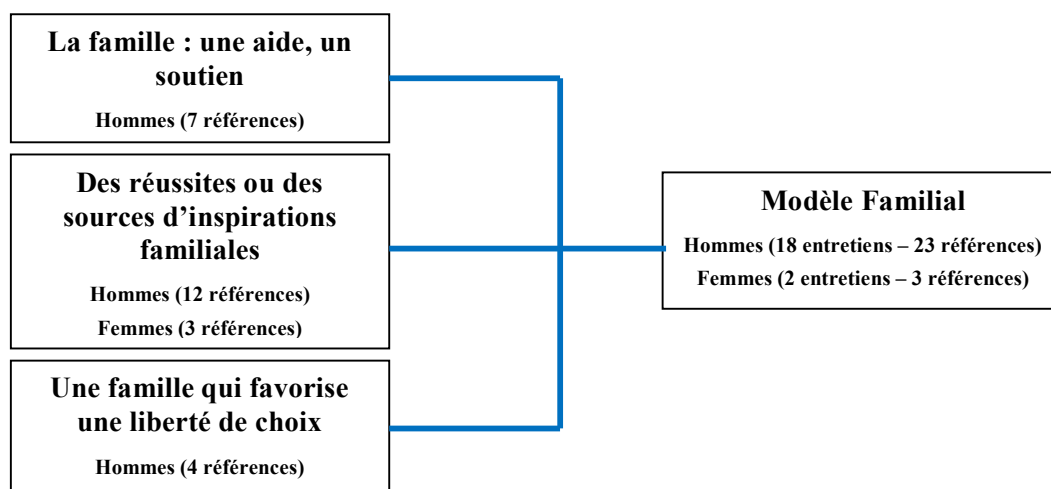 La famille : une aide, un
soutien
Hommes (7 références)
Des réussites ou des
sources d’inspirations
familiales
Hommes (12 références)
Femmes (3 références)
Une famille qui favorise
une liberté de choix
Hommes (4 références)
Modèle Familial
Hommes (18 entretiens – 23 références)
Femmes (2 entretiens – 3 références)